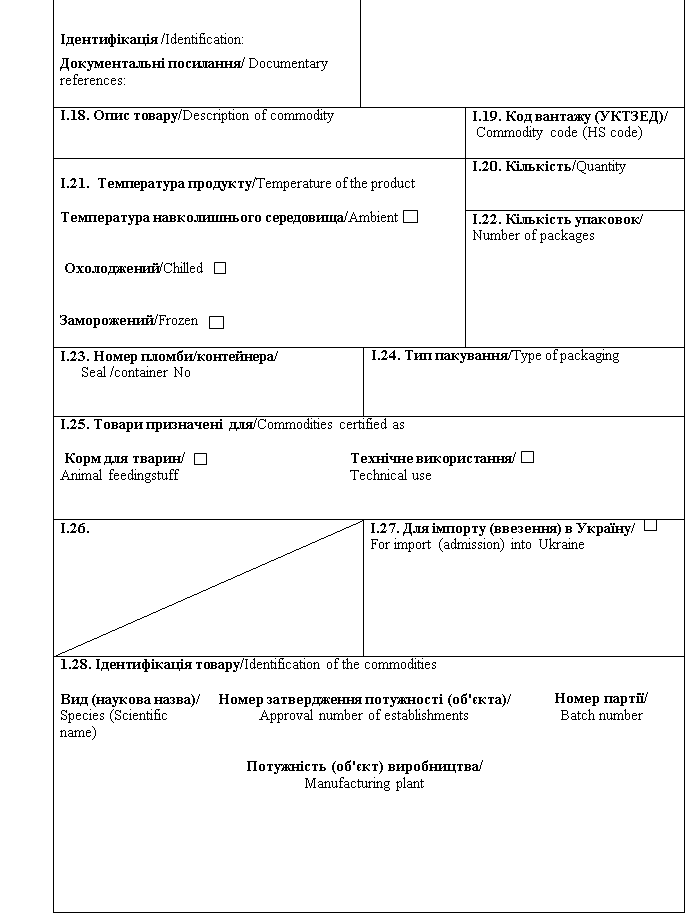 Ідентифікація /Identification:
Документальні посилання/ Documentary
references:
І.18. Опис товару/Description of commodity
І.19. Код вантажу (УКТЗЕД)/
Commodity code (HS code)
І.21. Температура продукту/Temperature of the product
І.20. Кількість/Quantity
Температура навколишнього середовища/Ambient
І.22. Кількість упаковок/
Number of packages
Охолоджений/Chilled
Заморожений/Frozen
І.23. Номер пломби/контейнера/
Seal /container No
І.24. Тип пакування/Type of packaging
І.25. Товари призначені для/Commodities certified as
Корм для тварин/
Animal feedingstuff
Технічне використання/
Technical use
І.26.
І.27. Для імпорту (ввезення) в Україну/
For import (admission) into Ukraine
1.28. Ідентифікація товару/Identification of the commodities
Вид (наукова назва)/
Species (Scientific
name)
Номер затвердження потужності (об'єкта)/
Approval number of establishments
Номер партії/
Batch number
Потужність (об'єкт) виробництва/
Manufacturing plant